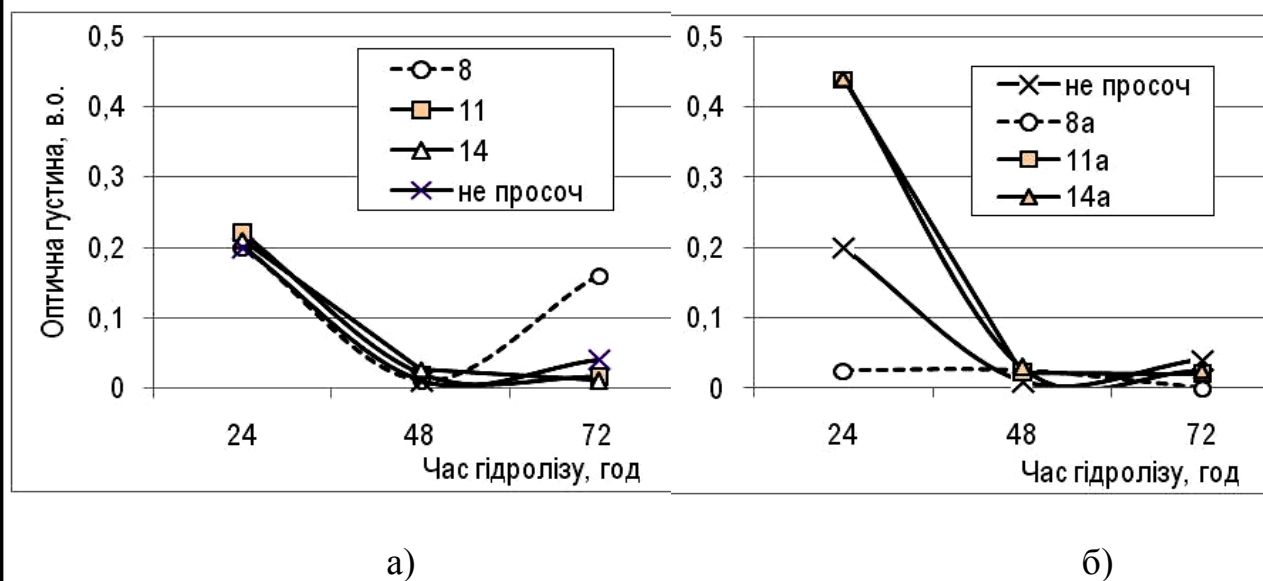 Оптична густина, в.о.
0,5
0,4
0,3
0,2
0,1
0
8
11
14
не просоч
24
48
72
Час гідролізу, год
а)
0,5
0,4
0,3
0,2
0,1
0
не просоч
8а
11а
14а
24
48
72
Час гідролізу, год
б)